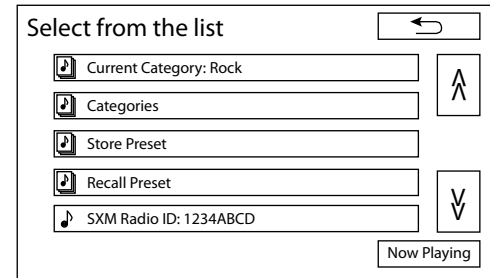 Select from the list
Current Category: Rock
Categories
Store Preset
Recall Preset
SXM Radio ID: 1234ABCD
Now Playing